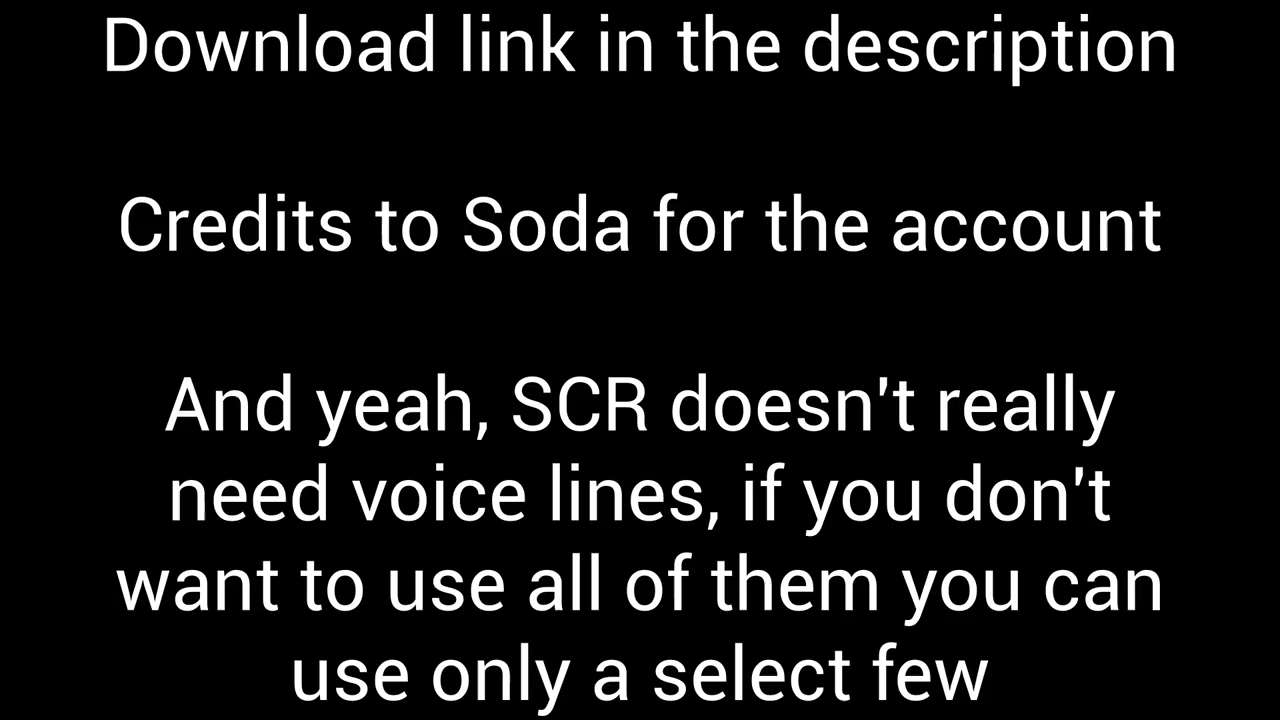 Download link in the description
Credits to Soda for the account
And yeah, SCR doesn't really
need voice lines, if you don't
want to use all of them you can
use only a select few